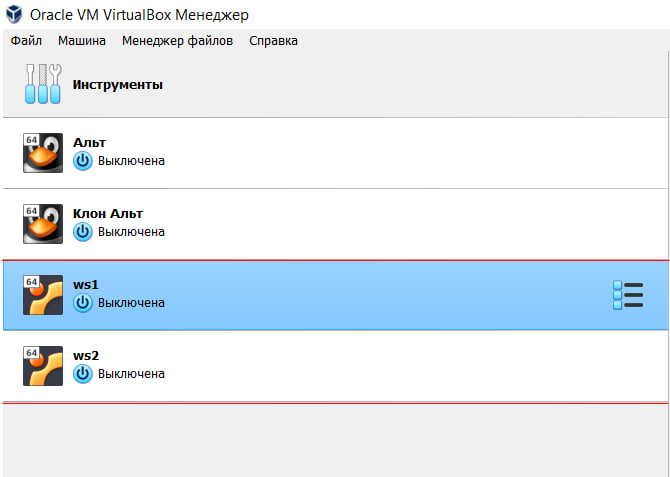 Oracle VM VirtualBox Менеджер
Файл Машина Менеджер файлов Справка
Инструменты
64
Альт
Выключена
64
Клон Альт
Выключена
64
ws1
Выключена
64
ws2
Выключена